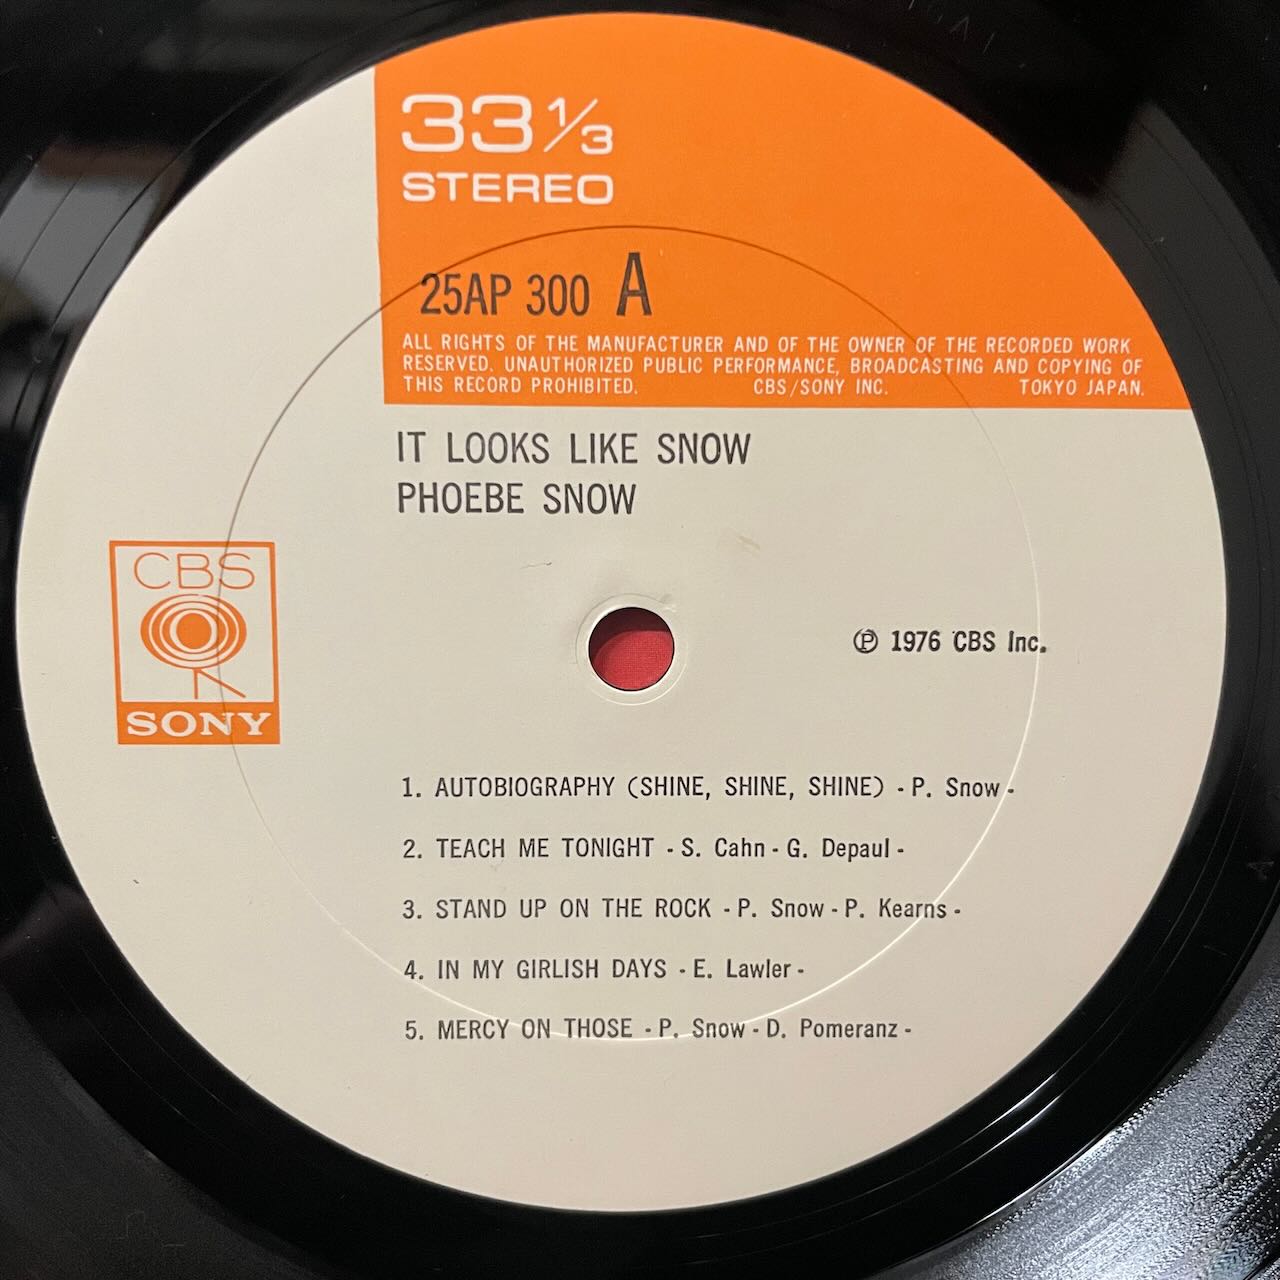 33 1/3
STEREO
25AP 300 A
ALL RIGHTS OF THE MANUFACTURER AND OF THE OWNER OF THE RECORDED WORK
RESERVED. UNAUTHORIZED PUBLIC PERFORMANCE, BROADCASTING AND COPYING OF
THIS RECORD PROHIBITED. CBS/SONY INC. TOKYO JAPAN.
IT LOOKS LIKE SNOW
PHOEBE SNOW
CBS
SONY
℗ 1976 CBS Inc.
1. AUTOBIOGRAPHY (SHINE, SHINE, SHINE) - P. Snow -
2. TEACH ME TONIGHT - S. Cahn - G. Depaul -
3. STAND UP ON THE ROCK - P. Snow - P. Kearns -
4. IN MY GIRLISH DAYS - E. Lawler -
5. MERCY ON THOSE - P. Snow - D. Pomeranz -